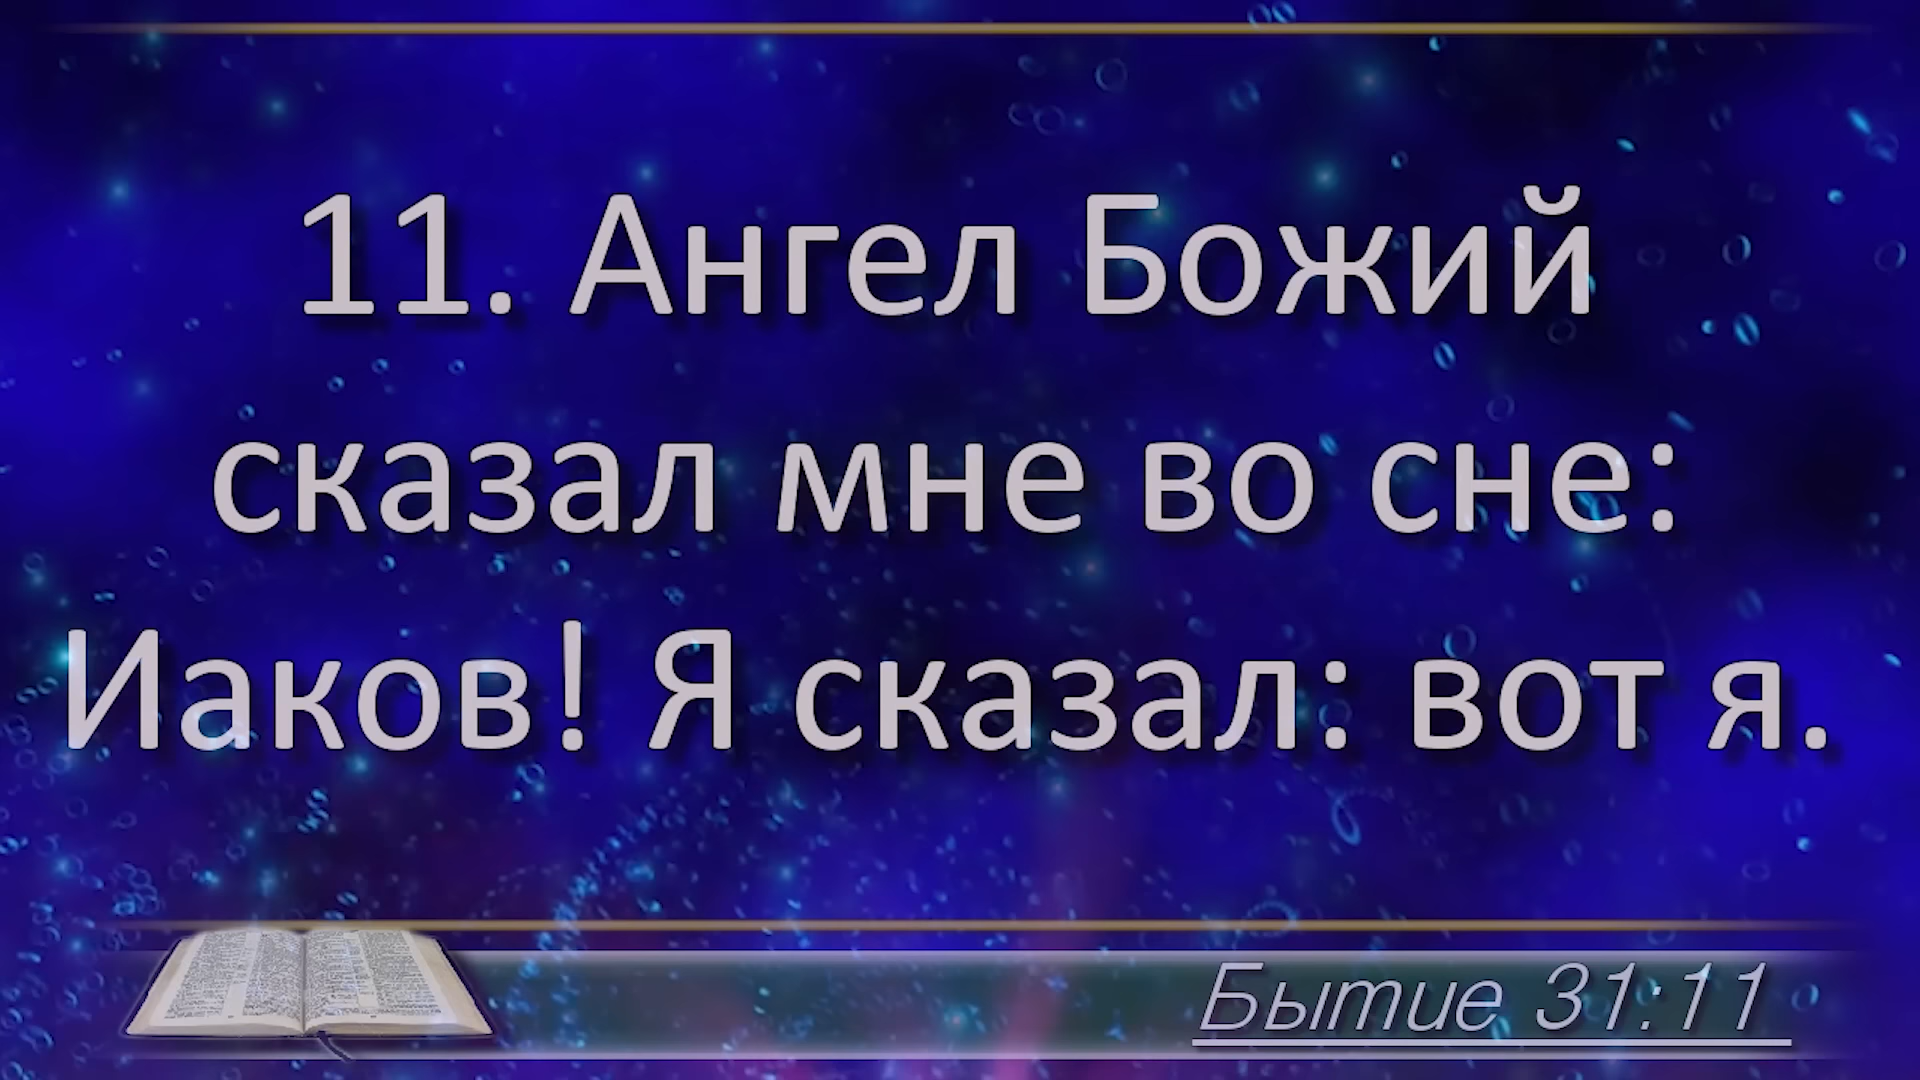 11. Ангел Божий
сказал мне во сне:
Иаков! Я сказал: вот я.
Бытие 31:11